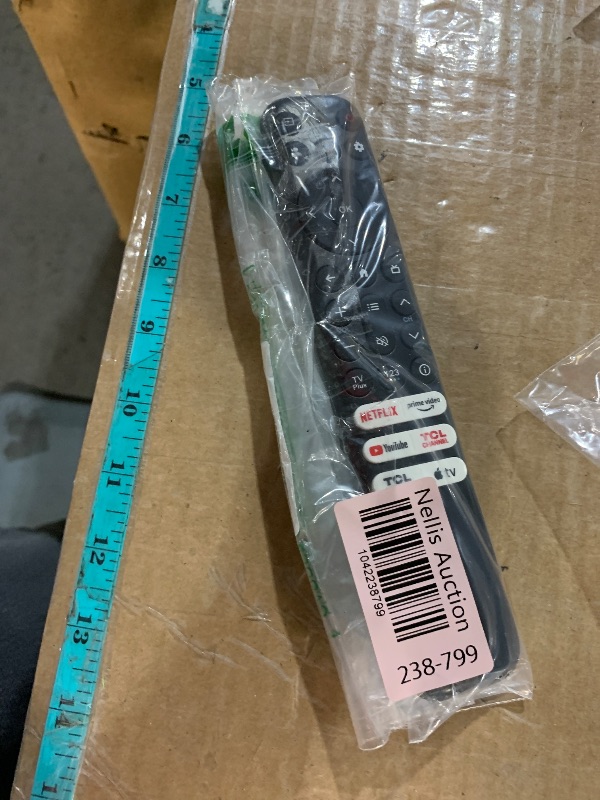 5
6
7
8
9
10
11
12
13
14
1
OK
TV
Plus
123
NETFLIX
prime video
YouTube
TCL
CHANNEL
TCL
tv
Nellis Auction
1042238799
238-799